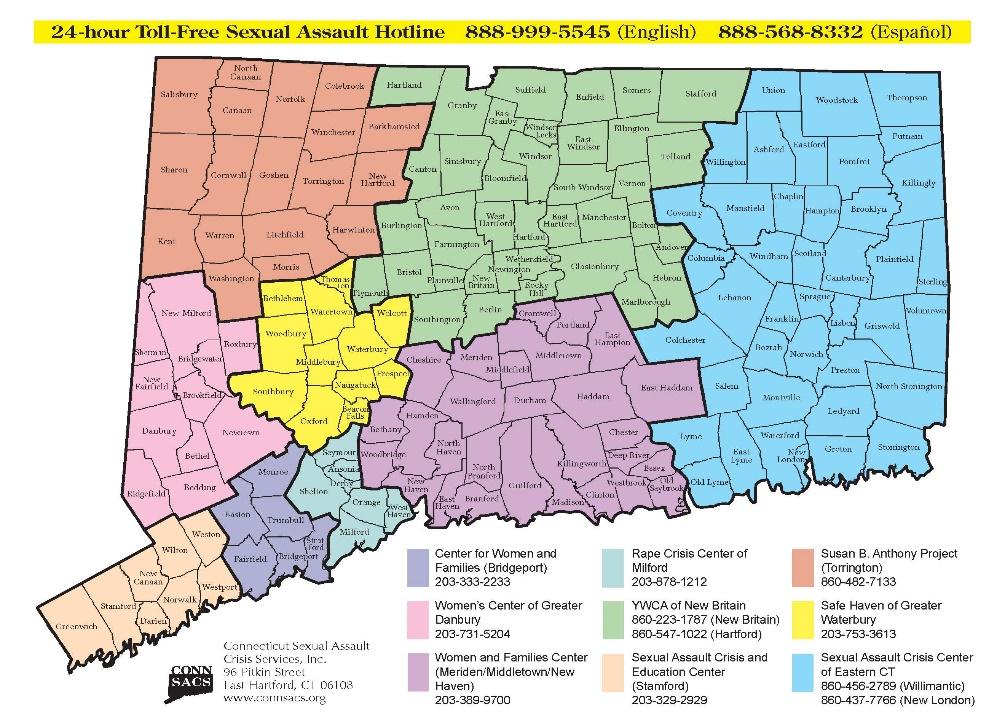 24-hour Toll-Free Sexual Assault Hotline 888-999-5545 (English) 888-568-8332 (Español)
Salisbury
North
Canaan
Canaan
Norfolk
Colebrook
Hartland
Granby
Suffield
Enfield
Somers
Stafford
Union
Woodstock
Thompson
Winchester
Barkhamsted
East
Granby
Windsor
Locks
East
Windsor
Ellington
Tolland
Willington
Ashford
Eastford
Pomfret
Putnam
Killingly
Sharon
Cornwall
Goshen
Torrington
New
Hartford
Canton
Simsbury
Bloomfield
Windsor
South Windsor
Vernon
Coventry
Mansfield
Chaplin
Hampton
Brooklyn
Kent
Warren
Litchfield
Harwinton
Burlington
Avon
West
Hartford
Hartford
East
Hartford
Manchester
Bolton
Andover
Columbia
Windham
Scotland
Canterbury
Plainfield
Sterling
Washington
Morris
Farmington
Wethersfield
Newington
Glastonbury
Hebron
Bristol
Plainville
New
Britain
Rocky
Hill
Marlborough
Lebanon
Sprague
Franklin
Lisbon
Griswold
Voluntown
New Milford
Bethlehem
Thomas
ton
Plymouth
Watertown
Wolcott
Southington
Berlin
Cromwell
Portland
East
Hampton
Colchester
Bozrah
Norwich
Preston
North Stonington
Sherman
Bridgewater
Roxbury
Woodbury
Middlebury
Waterbury
Cheshire
Meriden
Middlefield
Middletown
New
Fairfield
Brookfield
Southbury
Naugatuck
Prospect
Wallingford
Durham
Haddam
East Haddam
Salem
Montville
Ledyard
Danbury
Newtown
Oxford
Beacon
Falls
Bethany
Hamden
Chester
Lyme
East
Lyme
Waterford
New
London
Groton
Stonington
Bethel
Ridgefield
Redding
Monroe
Seymour
Ansonia
Derby
Shelton
Woodbridge
North
Haven
North
Branford
Killingworth
Deep River
Essex
Westbrook
Old
Saybrook
Old Lyme
New
Haven
East
Haven
Branford
Guilford
Madison
Clinton
Easton
Trumbull
Orange
West
Haven
Milford
Weston
Wilton
Fairfield
Bridgeport
Strat
ford
New
Canaan
Westport
Norwalk
Stamford
Darien
Greenwich
Center for Women and
Families (Bridgeport)
203-333-2233
Rape Crisis Center of
Milford
203-878-1212
Susan B. Anthony Project
(Torrington)
860-482-7133
Women's Center of Greater
Danbury
203-731-5204
YWCA of New Britain
860-223-1787 (New Britain)
860-547-1022 (Hartford)
Safe Haven of Greater
Waterbury
203-753-3613
Women and Families Center
(Meriden/Middletown/New
Haven)
203-389-9700
Sexual Assault Crisis and
Education Center
(Stamford)
203-329-2929
Sexual Assault Crisis Center
of Eastern CT
860-456-2789 (Willimantic)
860-437-7766 (New London)
CONN
SACS
Connecticut Sexual Assault
Crisis Services, Inc.
96 Pitkin Street
East Hartford, CT 06108
www.connsacs.org